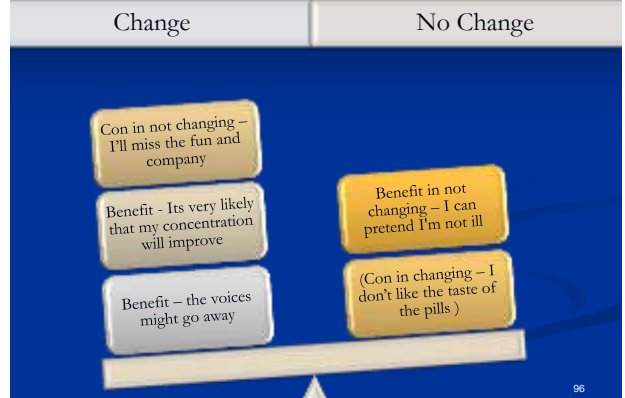 Change
No Change
Con in not changing –
I'll miss the fun and
company
Benefit - Its very likely
that my concentration
will improve
Benefit – the voices
might go away
Benefit in not
changing – I can
pretend I'm not ill
(Con in changing – I
don't like the taste of
the pills )
96